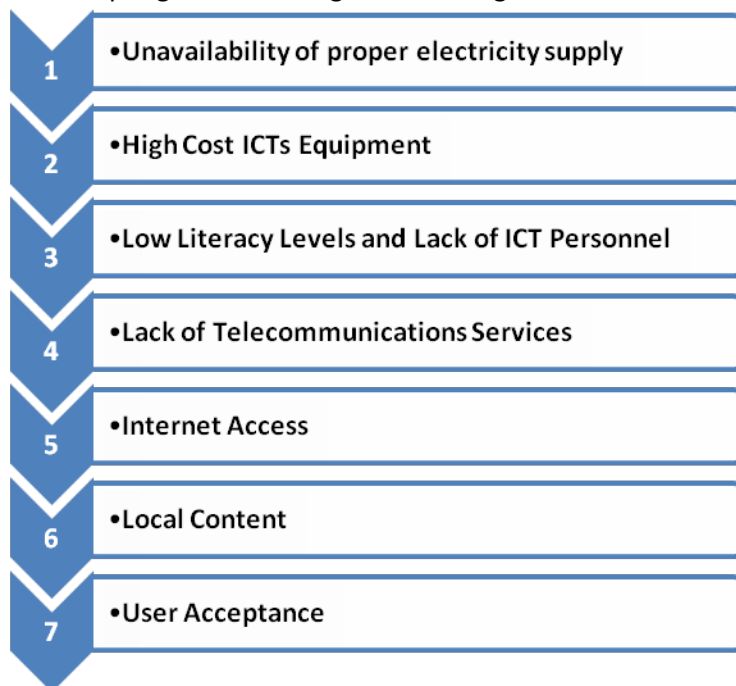 1
•Unavailability of proper electricity supply
2
•High Cost ICTs Equipment
3
•Low Literacy Levels and Lack of ICT Personnel
4
•Lack of Telecommunications Services
5
•Internet Access
6
•Local Content
7
•User Acceptance